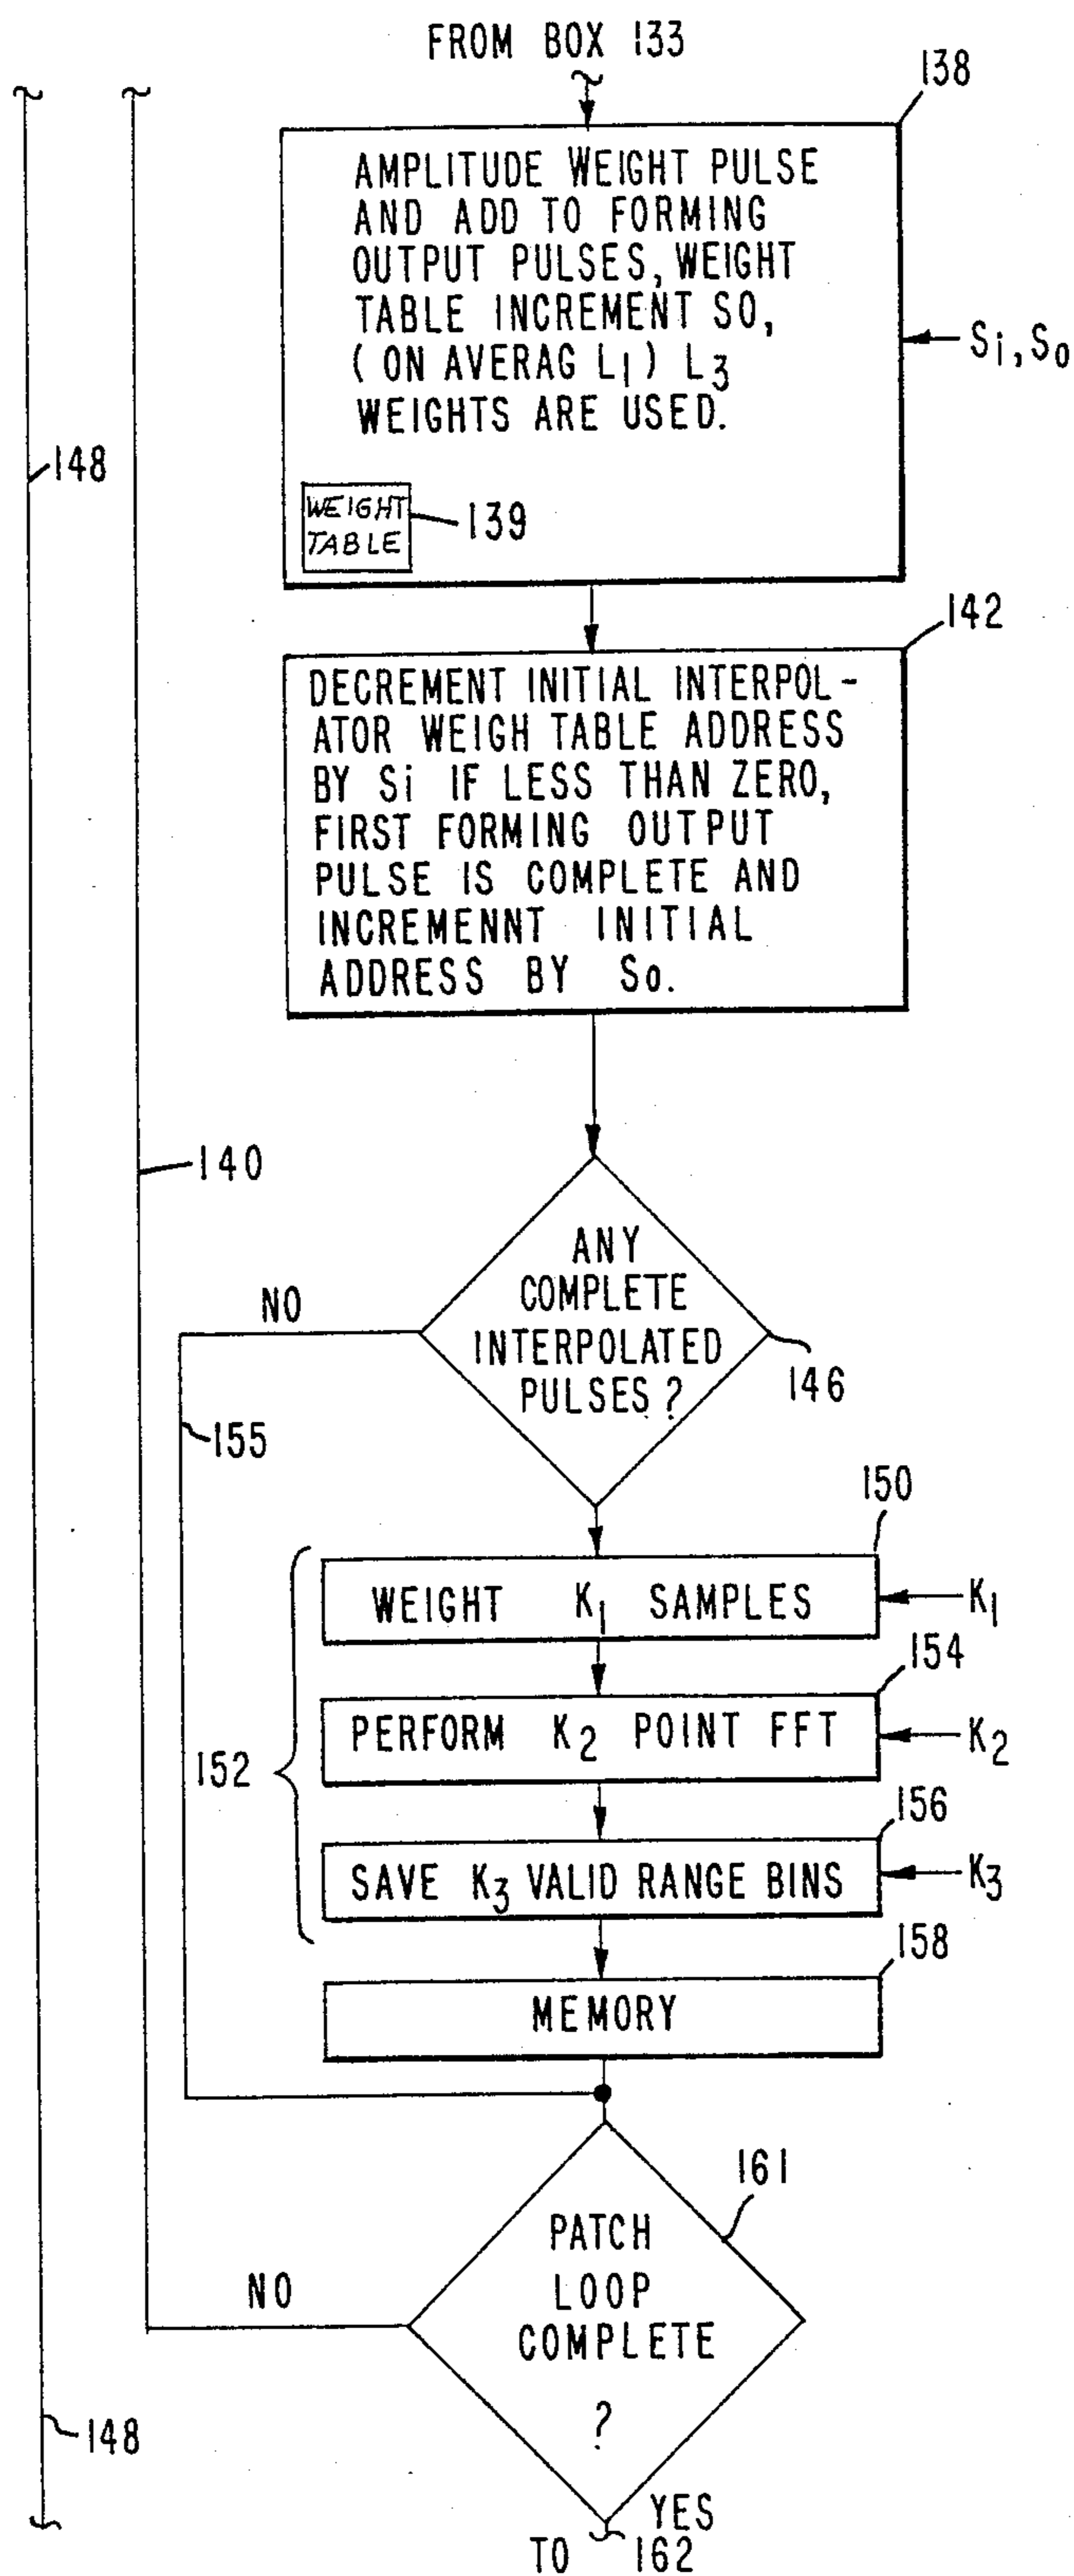 FROM BOX 133
138
AMPLITUDE WEIGHT PULSE
AND ADD TO FORMING
OUTPUT PULSES, WEIGHT
TABLE INCREMENT SO,
(ON AVERAG L1) L3
WEIGHTS ARE USED.
Si, So
148
WEIGHT
TABLE
139
142
DECREMENT INITIAL INTERPOL-
ATOR WEIGH TABLE ADDRESS
BY Si IF LESS THAN ZERO,
FIRST FORMING OUTPUT
PULSE IS COMPLETE AND
INCREMENNT INITIAL
ADDRESS BY So.
140
ANY
COMPLETE
INTERPOLATED
PULSES?
NO
146
155
150
WEIGHT K1 SAMPLES
K1
154
PERFORM K2 POINT FFT
K2
152
156
SAVE K3 VALID RANGE BINS
K3
158
MEMORY
161
PATCH
LOOP
COMPLETE
?
NO
148
YES
TO 162